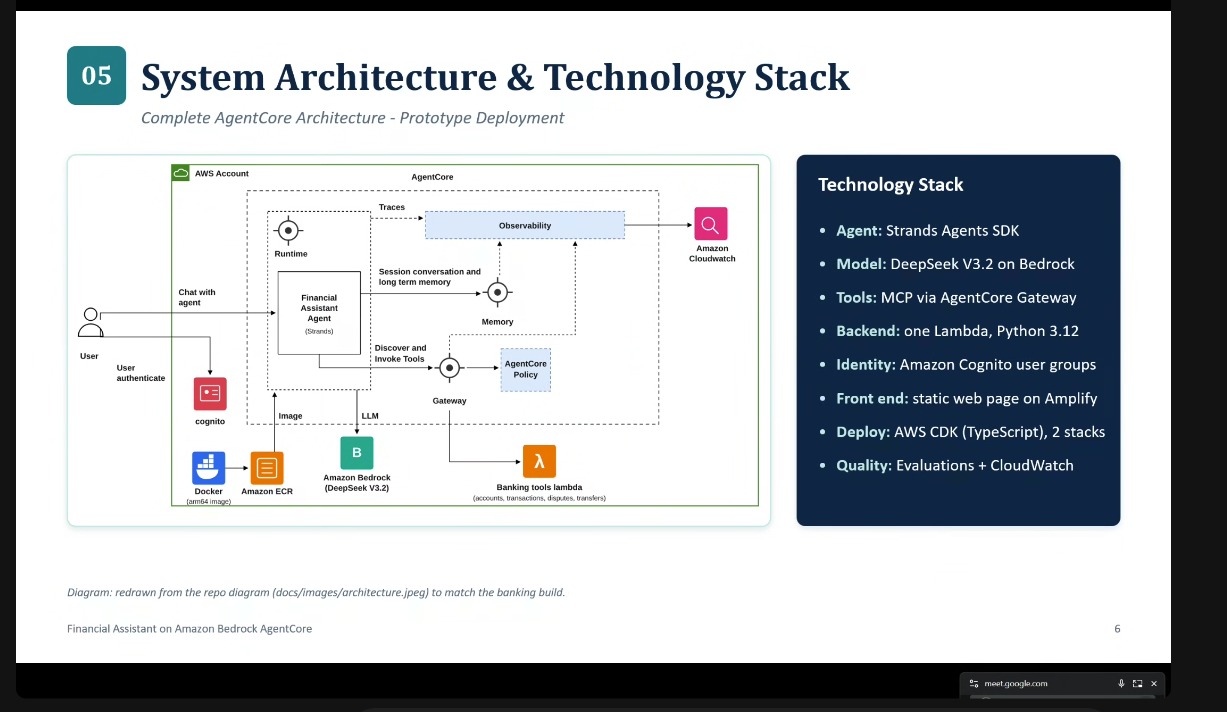 05
System Architecture & Technology Stack
Complete AgentCore Architecture - Prototype Deployment
AWS Account
AgentCore
Traces
Observability
Runtime
Amazon
Cloudwatch
Session conversation and
long term memory
Chat with
agent
Financial
Assistant
Agent
(Strands)
Memory
User
User
authenticate
Discover and
Invoke Tools
AgentCore
Policy
Gateway
cognito
Image
LLM
B
λ
Docker
(arm64 image)
Amazon ECR
Amazon Bedrock
(DeepSeek V3.2)
Banking tools lambda
(accounts, transactions, disputes, transfers)
Technology Stack
• Agent: Strands Agents SDK
• Model: DeepSeek V3.2 on Bedrock
• Tools: MCP via AgentCore Gateway
• Backend: one Lambda, Python 3.12
• Identity: Amazon Cognito user groups
• Front end: static web page on Amplify
• Deploy: AWS CDK (TypeScript), 2 stacks
• Quality: Evaluations + CloudWatch
Diagram: redrawn from the repo diagram (docs/images/architecture.jpeg) to match the banking build.
Financial Assistant on Amazon Bedrock AgentCore
6
meet.google.com